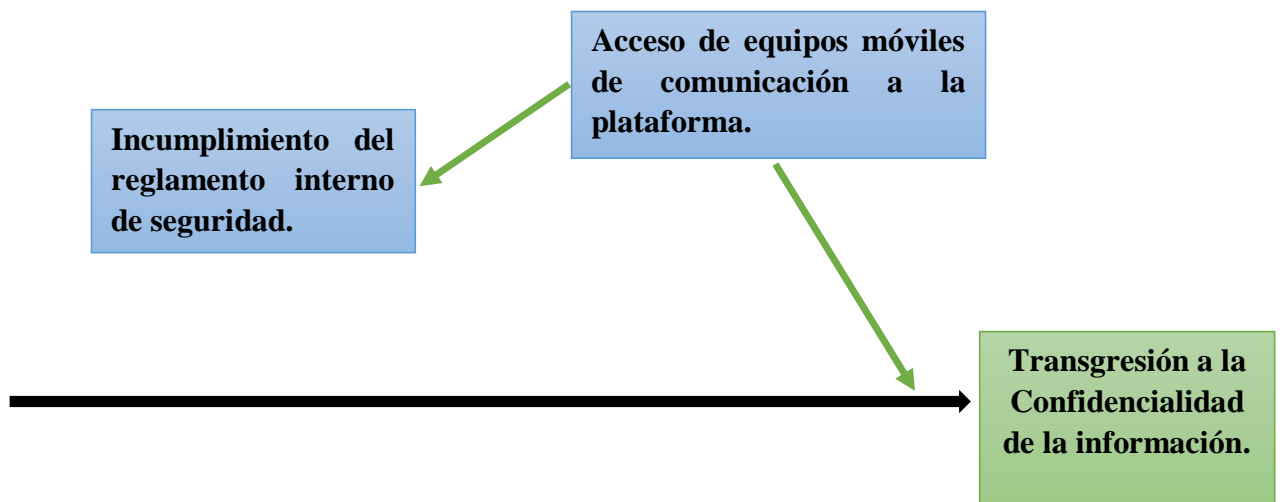 Acceso de equipos móviles
de comunicación a la
plataforma.
Incumplimiento del
reglamento interno
de seguridad.
Transgresión a la
Confidencialidad
de la información.